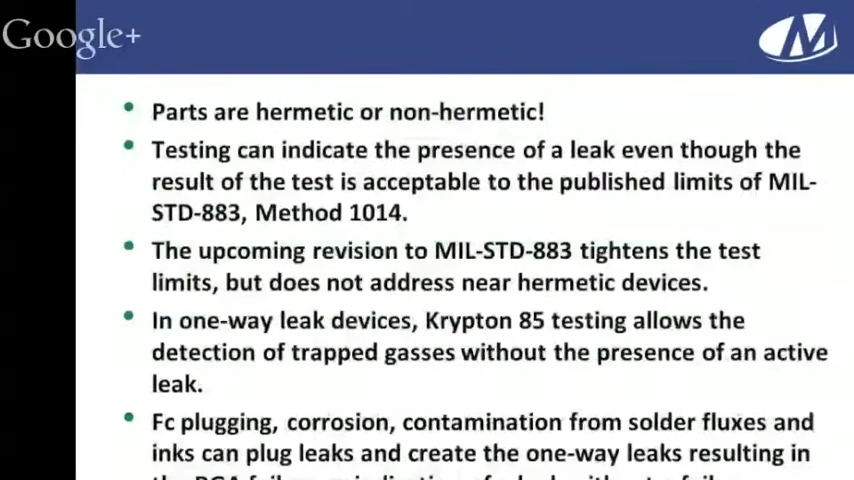 Google+
M
• Parts are hermetic or non-hermetic!
• Testing can indicate the presence of a leak even though the
result of the test is acceptable to the published limits of MIL-
STD-883, Method 1014.
• The upcoming revision to MIL-STD-883 tightens the test
limits, but does not address near hermetic devices.
• In one-way leak devices, Krypton 85 testing allows the
detection of trapped gasses without the presence of an active
leak.
• Fc plugging, corrosion, contamination from solder fluxes and
inks can plug leaks and create the one-way leaks resulting in